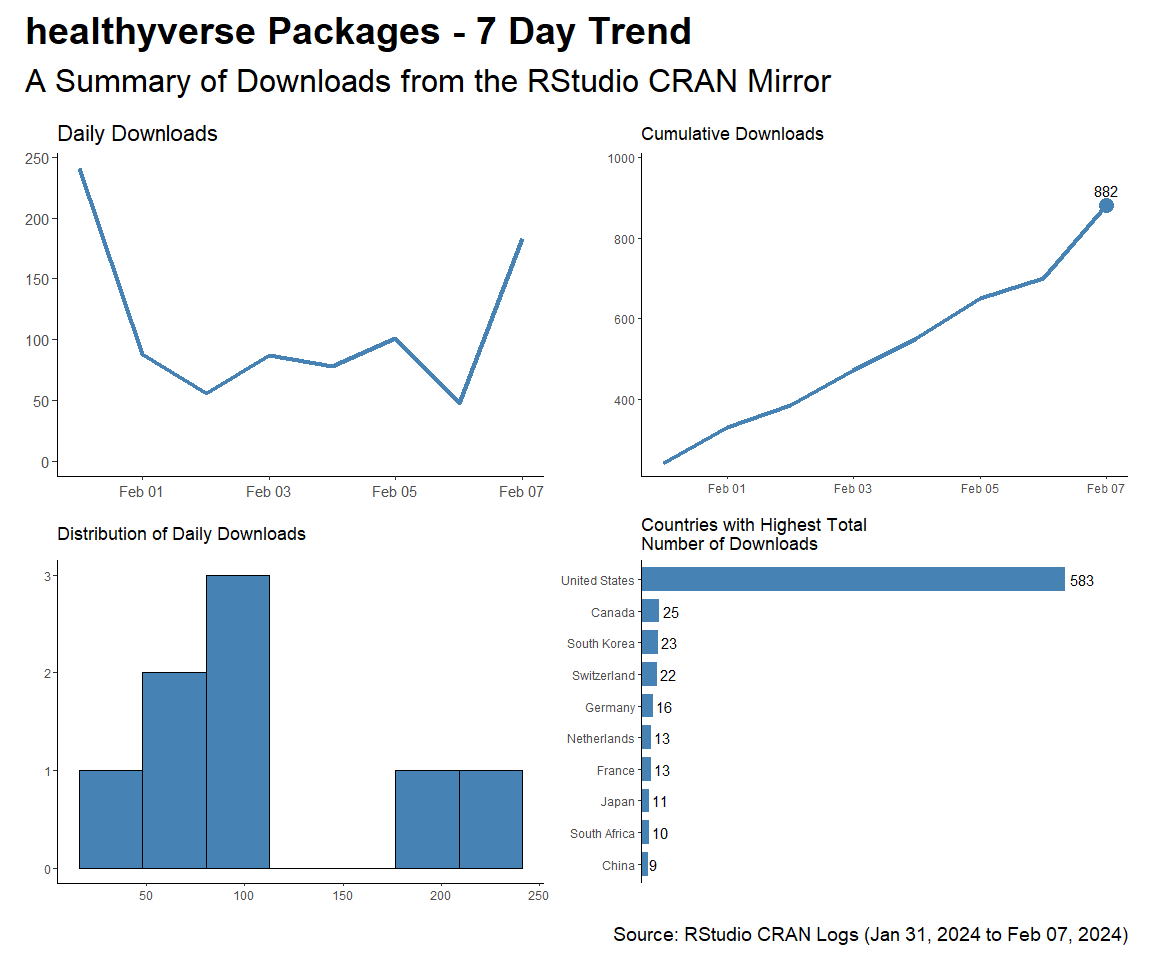 healthyverse Packages - 7 Day Trend
A Summary of Downloads from the RStudio CRAN Mirror
Daily Downloads
250
200
150
100
50
0
Feb 01 Feb 03 Feb 05 Feb 07
Cumulative Downloads
1000
800
600
400
882
Feb 01 Feb 03 Feb 05 Feb 07
Distribution of Daily Downloads
3
2
1
0
50 100 150 200 250
Countries with Highest Total
Number of Downloads
United States 583
Canada 25
South Korea 23
Switzerland 22
Germany 16
Netherlands 13
France 13
Japan 11
South Africa 10
China 9
Source: RStudio CRAN Logs (Jan 31, 2024 to Feb 07, 2024)